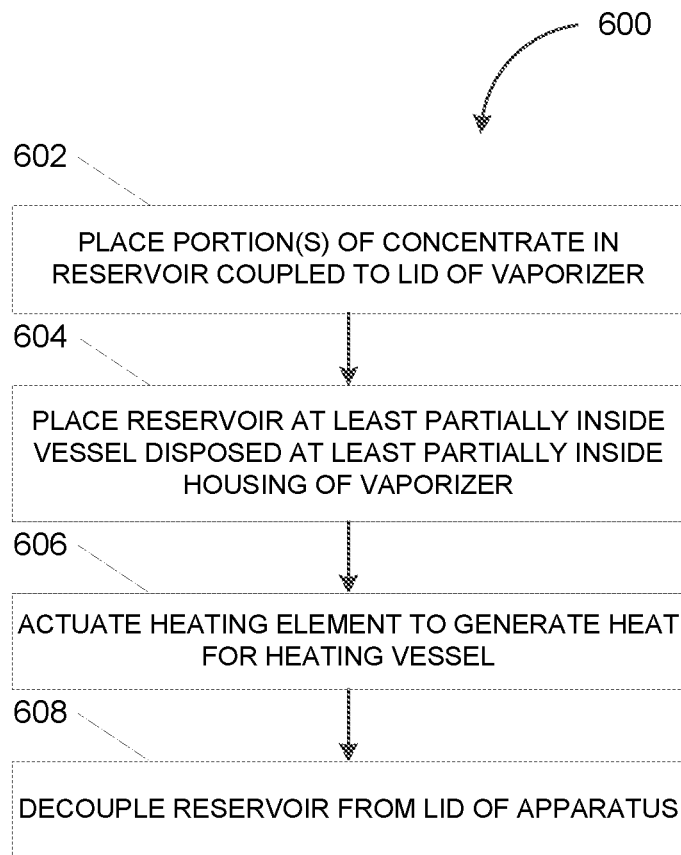 600
602
PLACE PORTION(S) OF CONCENTRATE IN
RESERVOIR COUPLED TO LID OF VAPORIZER
604
PLACE RESERVOIR AT LEAST PARTIALLY INSIDE
VESSEL DISPOSED AT LEAST PARTIALLY INSIDE
HOUSING OF VAPORIZER
606
ACTUATE HEATING ELEMENT TO GENERATE HEAT
FOR HEATING VESSEL
608
DECOUPLE RESERVOIR FROM LID OF APPARATUS